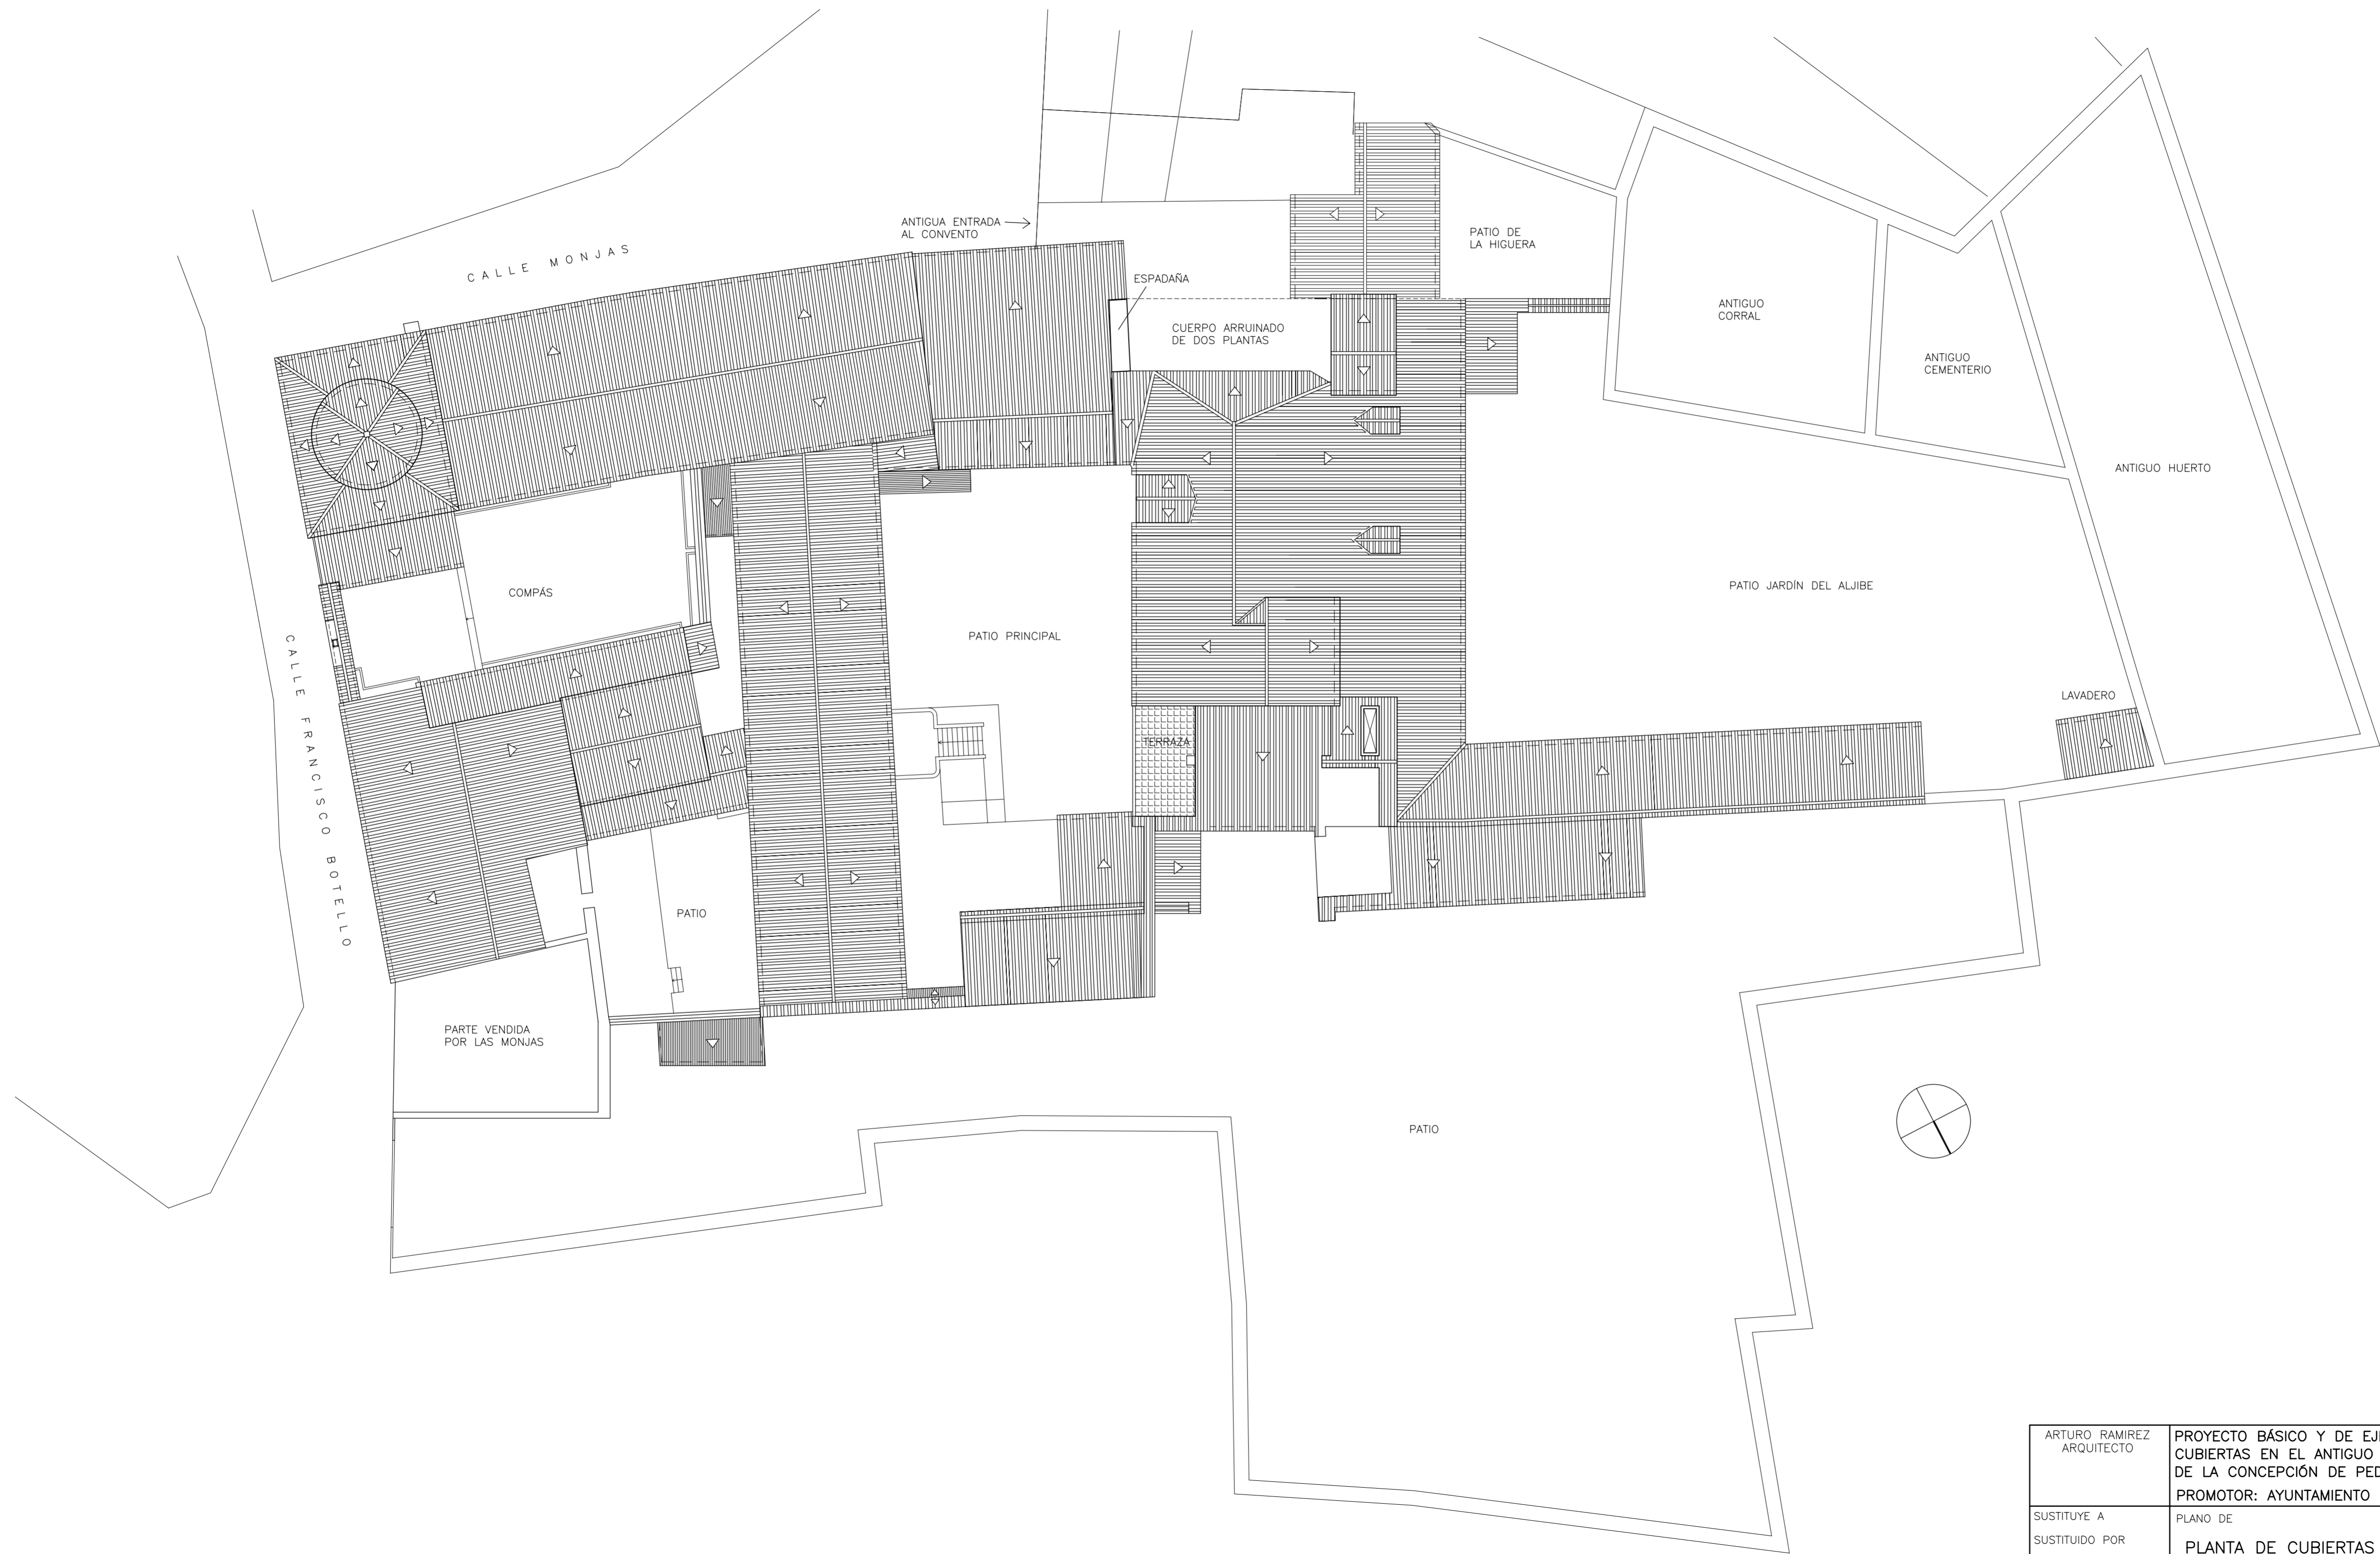 ANTIGUA ENTRADA
AL CONVENTO
CALLE MONJAS
PATIO DE
LA HIGUERA
ESPADAÑA
ANTIGUO
CORRAL
CUERPO ARRUINADO
DE DOS PLANTAS
ANTIGUO
CEMENTERIO
ANTIGUO HUERTO
COMPÁS
PATIO JARDÍN DEL ALJIBE
PATIO PRINCIPAL
CALLE FRANCISCO BOTELLO
LAVADERO
TERRAZA
PATIO
PARTE VENDIDA
POR LAS MONJAS
PATIO
ARTURO RAMIREZ
ARQUITECTO
PROYECTO BÁSICO Y DE
CUBIERTAS EN EL ANTIGUO
DE LA CONCEPCIÓN DE
PROMOTOR: AYUNTAMIENTO
SUSTITUYE A
SUSTITUIDO POR
PLANO DE
PLANTA DE CUBIERTAS